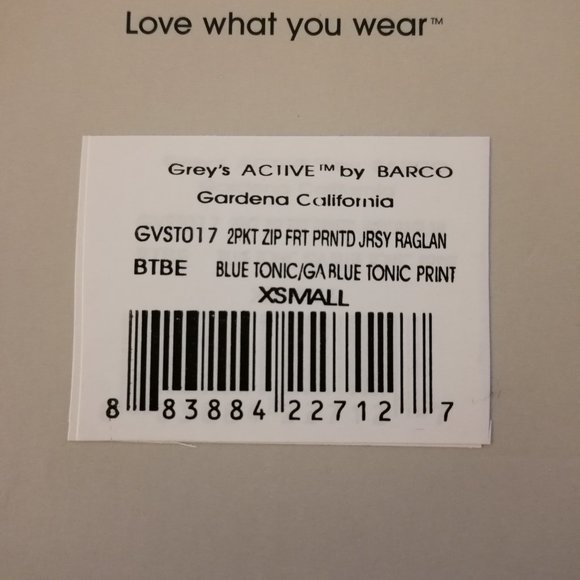 Love what you wear™
Grey's ACTIVE™ by BARCO
Gardena California
GVST017 2PKT ZIP FRT PRNTD JRSY RAGLAN
BTBE BLUE TONIC/GA BLUE TONIC PRINT
XSMALL
8 83884 22712 7